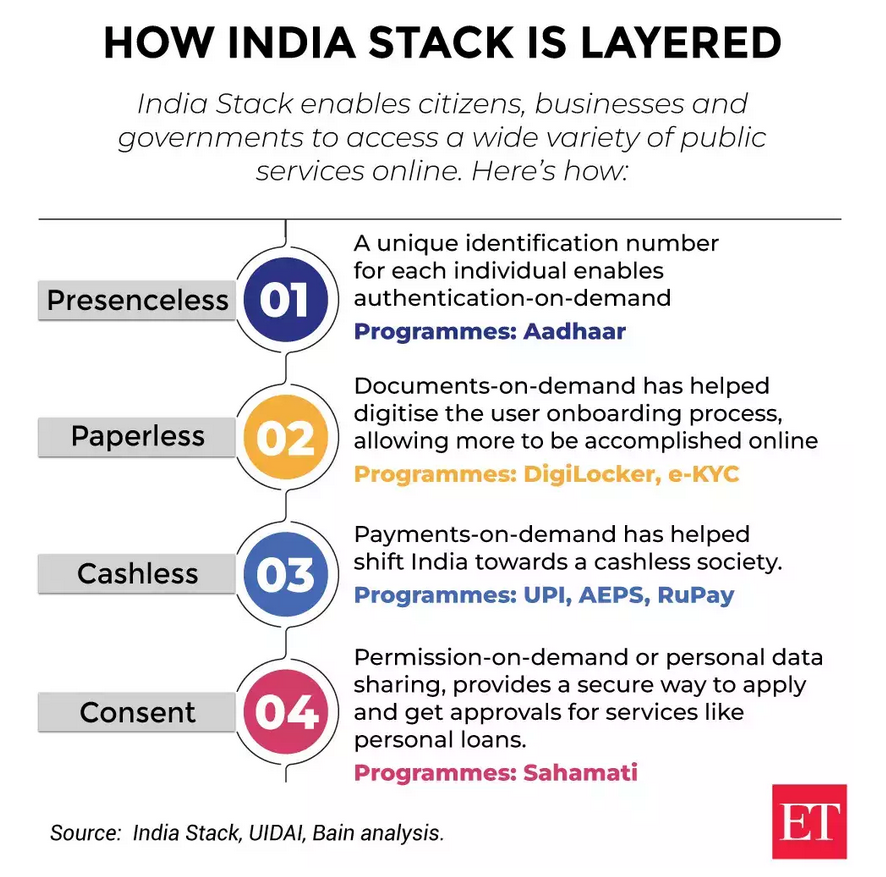 HOW INDIA STACK IS LAYERED
India Stack enables citizens, businesses and
governments to access a wide variety of public
services online. Here's how:
Presenceless
01
A unique identification number
for each individual enables
authentication-on-demand
Programmes: Aadhaar
Paperless
02
Documents-on-demand has helped
digitise the user onboarding process,
allowing more to be accomplished online
Programmes: DigiLocker, e-KYC
Cashless
03
Payments-on-demand has helped
shift India towards a cashless society.
Programmes: UPI, AEPS, RuPay
Consent
04
Permission-on-demand or personal data
sharing, provides a secure way to apply
and get approvals for services like
personal loans.
Programmes: Sahamati
Source: India Stack, UIDAI, Bain analysis.
ET